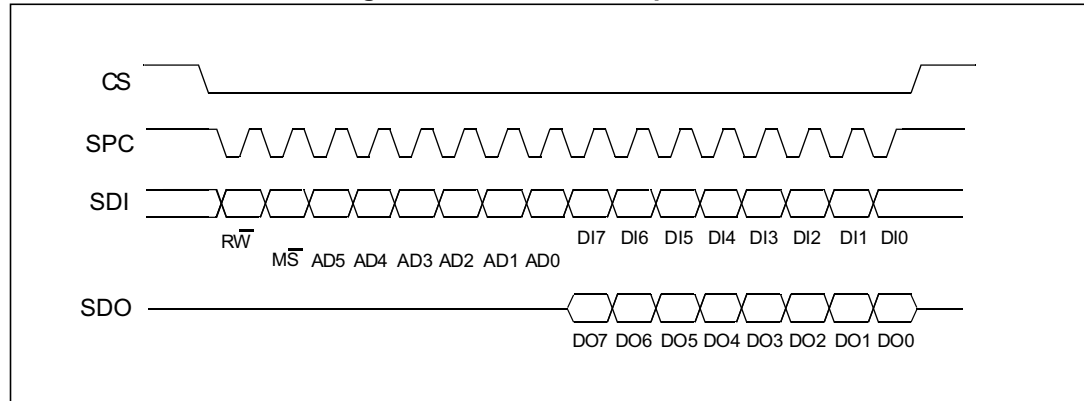 CS
SPC
SDI
RW̅ DI7 DI6 DI5 DI4 DI3 DI2 DI1 DI0
MS̅ AD5 AD4 AD3 AD2 AD1 AD0
SDO
DO7 DO6 DO5 DO4 DO3 DO2 DO1 DO0